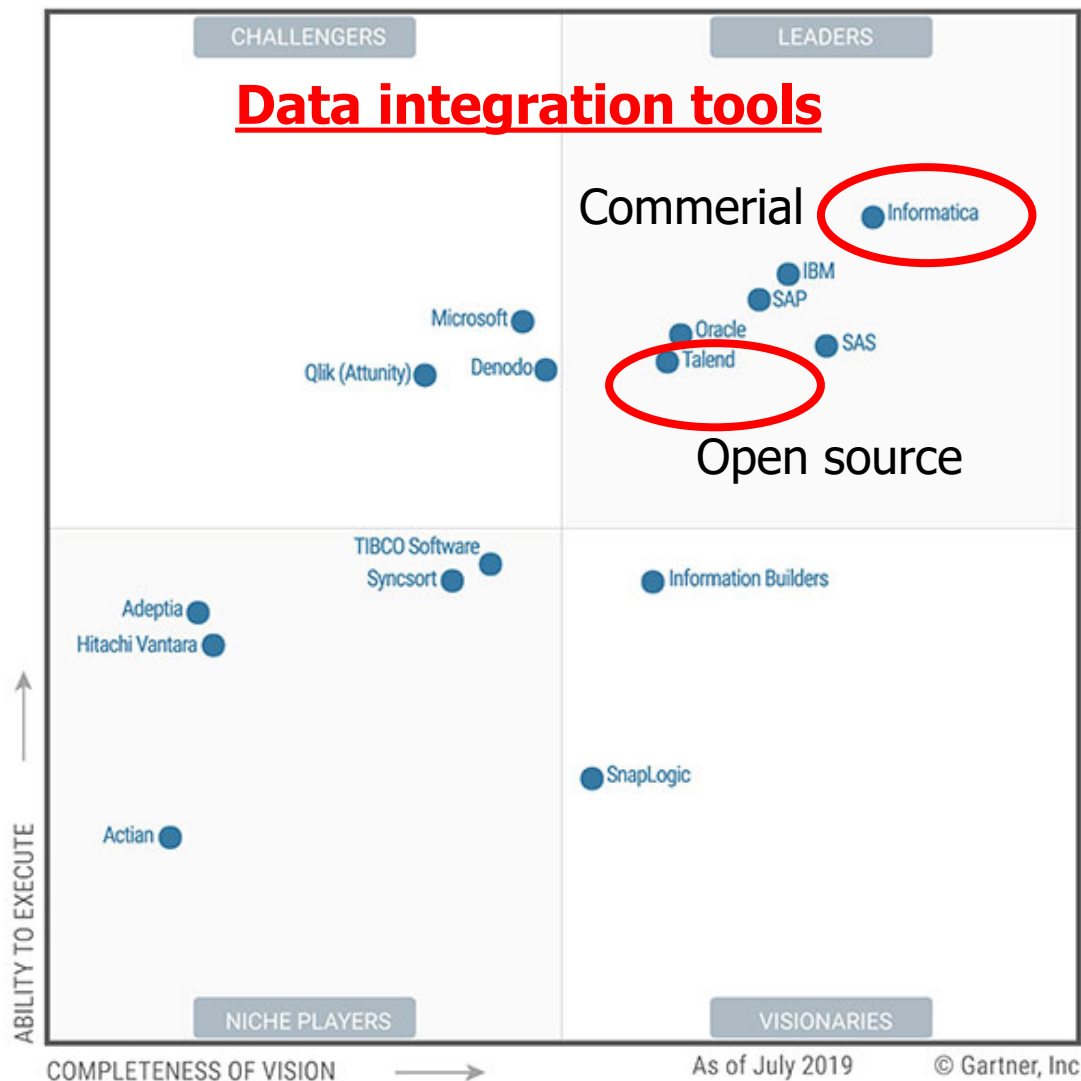 CHALLENGERS
LEADERS
Data integration tools
Commerial
Informatica
IBM
SAP
Microsoft
Oracle
SAS
Qlik (Attunity)
Denodo
Talend
Open source
TIBCO Software
Syncsort
Information Builders
Adeptia
Hitachi Vantara
SnapLogic
Actian
ABILITY TO EXECUTE
NICHE PLAYERS
VISIONARIES
COMPLETENESS OF VISION
As of July 2019
© Gartner, Inc